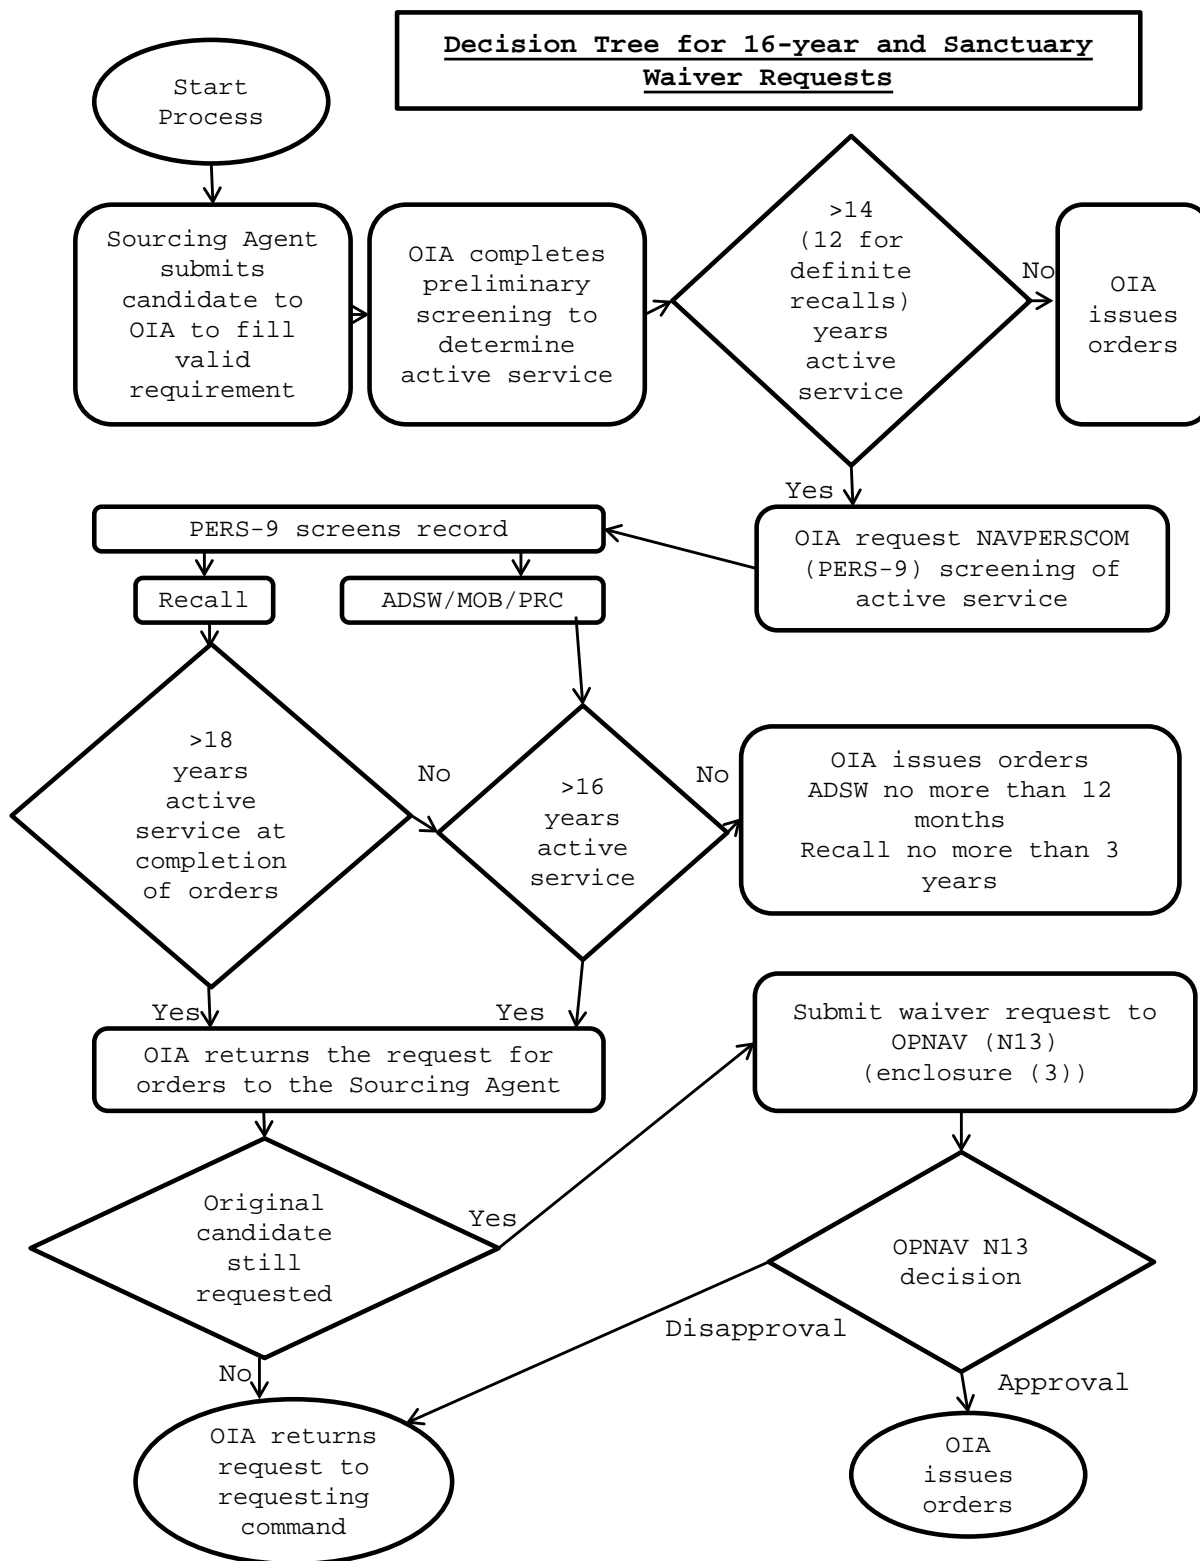 Decision Tree for 16-year and Sanctuary
Waiver Requests
Start
Process
Sourcing Agent
submits
candidate to
OIA to fill
valid
requirement
OIA completes
preliminary
screening to
determine
active service
>14
(12 for
definite
recalls)
years
active
service
No
OIA
issues
orders
Yes
OIA request NAVPERSCOM
(PERS-9) screening of
active service
PERS-9 screens record
Recall
ADSW/MOB/PRC
>18
years
active
service at
completion
of orders
No
>16
years
active
service
No
OIA issues orders
ADSW no more than 12
months
Recall no more than 3
years
Yes
Yes
OIA returns the request for
orders to the Sourcing Agent
Submit waiver request to
OPNAV (N13)
(enclosure (3))
Original
candidate
still
requested
Yes
OPNAV N13
decision
Disapproval
No
Approval
OIA returns
request to
requesting
command
OIA
issues
orders